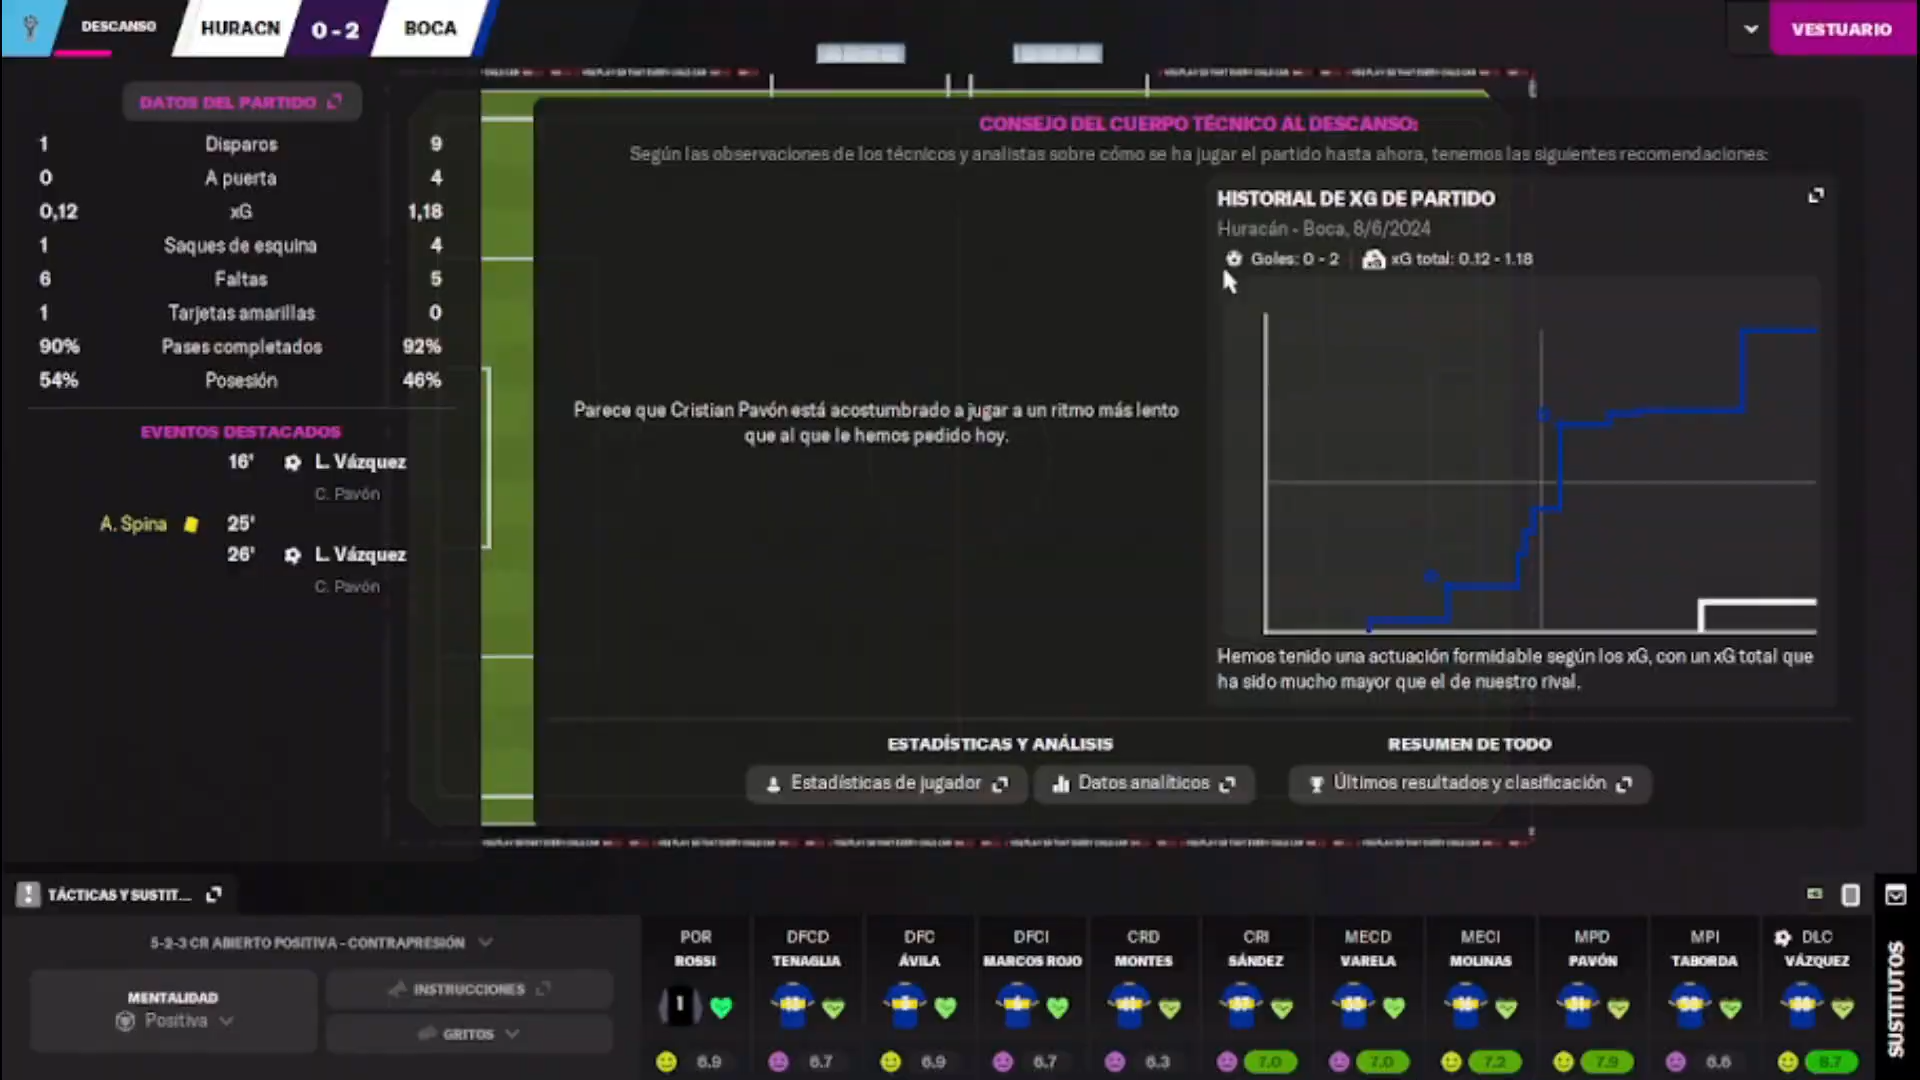 DESCANSO
HURACN
0 - 2
BOCA
VESTUARIO
DATOS DEL PARTIDO
1 Disparos 9
0 A puerta 4
0,12 xG 1,18
1 Saques de esquina 4
6 Faltas 5
1 Tarjetas amarillas 0
90% Pases completados 92%
54% Posesión 46%
EVENTOS DESTACADOS
16' L. Vázquez
C. Pavón
A. Spina 25'
26' L. Vázquez
C. Pavón
CONSEJO DEL CUERPO TÉCNICO AL DESCANSO:
Según las observaciones de los técnicos y analistas sobre cómo se ha jugar el partido hasta ahora, tenemos las siguientes recomendaciones:
Parece que Cristian Pavón está acostumbrado a jugar a un ritmo más lento
que al que le hemos pedido hoy.
HISTORIAL DE XG DE PARTIDO
Huracán - Boca, 8/6/2024
Goles: 0 - 2 xG total: 0.12 - 1.18
Hemos tenido una actuación formidable según los xG, con un xG total que
ha sido mucho mayor que el de nuestro rival.
ESTADÍSTICAS Y ANÁLISIS
Estadísticas de jugador
Datos analíticos
RESUMEN DE TODO
Últimos resultados y clasificación
TÁCTICAS Y SUSTIT...
5-2-3 CR ABIERTO POSITIVA - CONTRAPRESIÓN
MENTALIDAD
Positiva
INSTRUCCIONES
GRITOS
POR DFCD DFC DFCI CRD CRI MECD MECI MPD MPI DLC
ROSSI TENAGLIA ÁVILA MARCOS ROJO MONTES SÁNDEZ VARELA MOLINAS PAVÓN TABORDA VÁZQUEZ
1
6.9 6.7 6.9 6.7 6.3 7.0 7.0 7.2 7.9 6.6 8.7
SUSTITUTOS